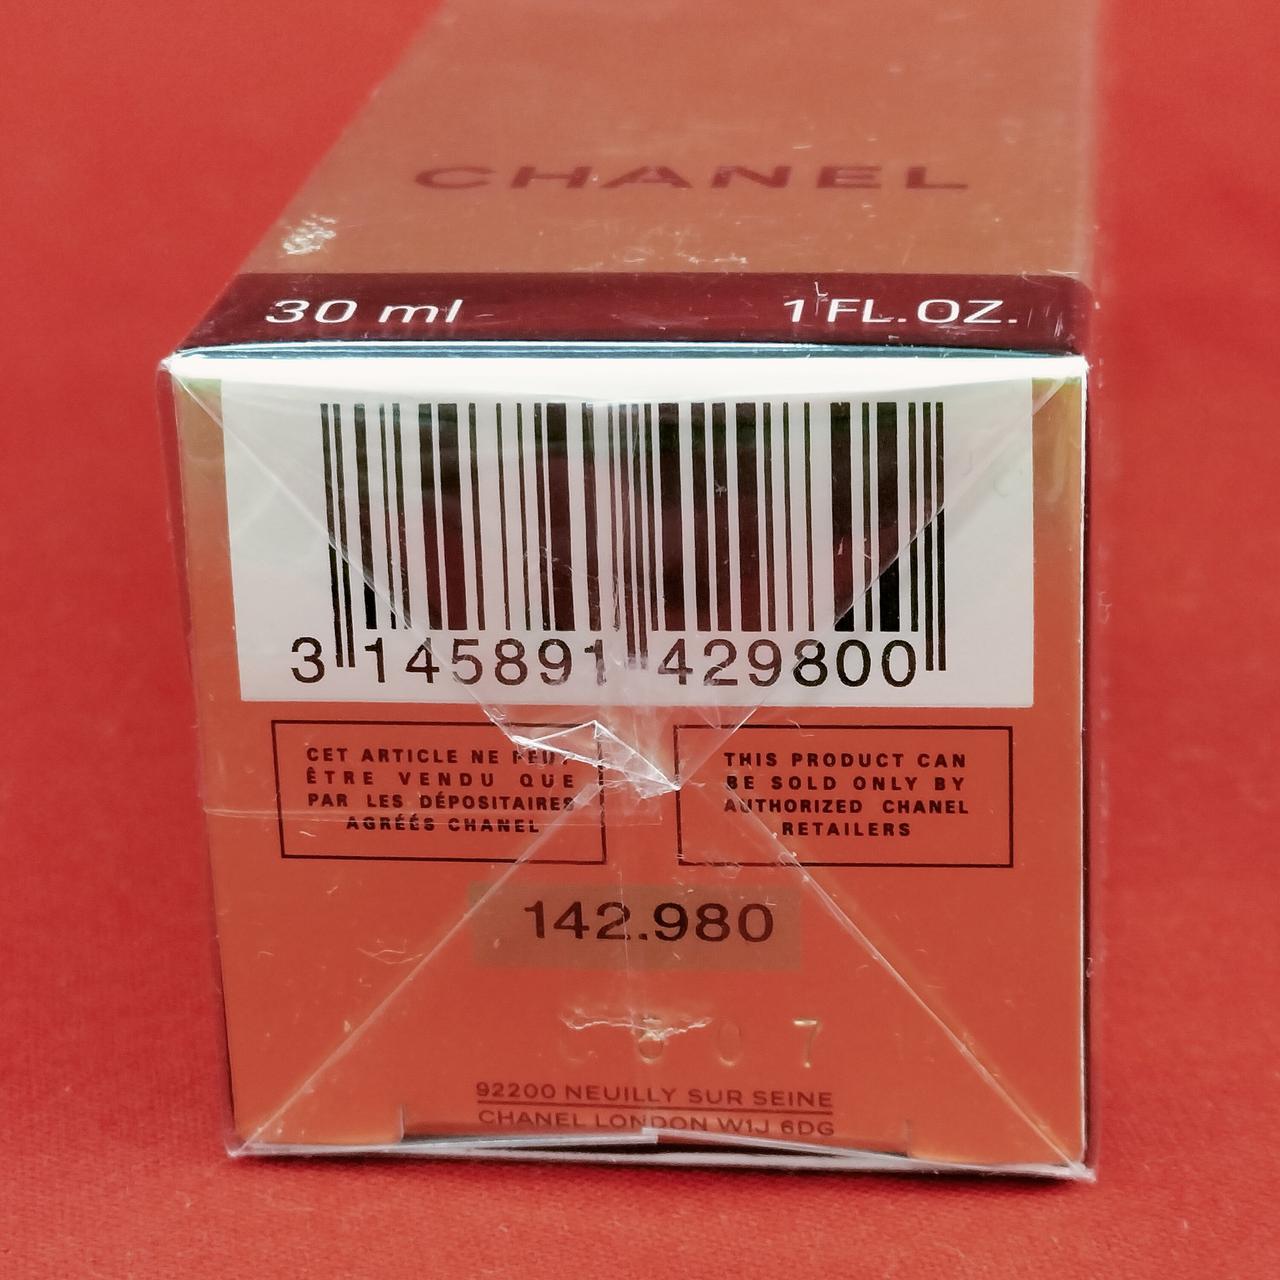 CHANEL
30 ml 1 FL.OZ.
3 145891 429800
CET ARTICLE NE PEUT
ÊTRE VENDU QUE
PAR LES DÉPOSITAIRES
AGRÉÉS CHANEL
THIS PRODUCT CAN
BE SOLD ONLY BY
AUTHORIZED CHANEL
RETAILERS
142.980
92200 NEUILLY SUR SEINE
CHANEL LONDON W1J 6DG